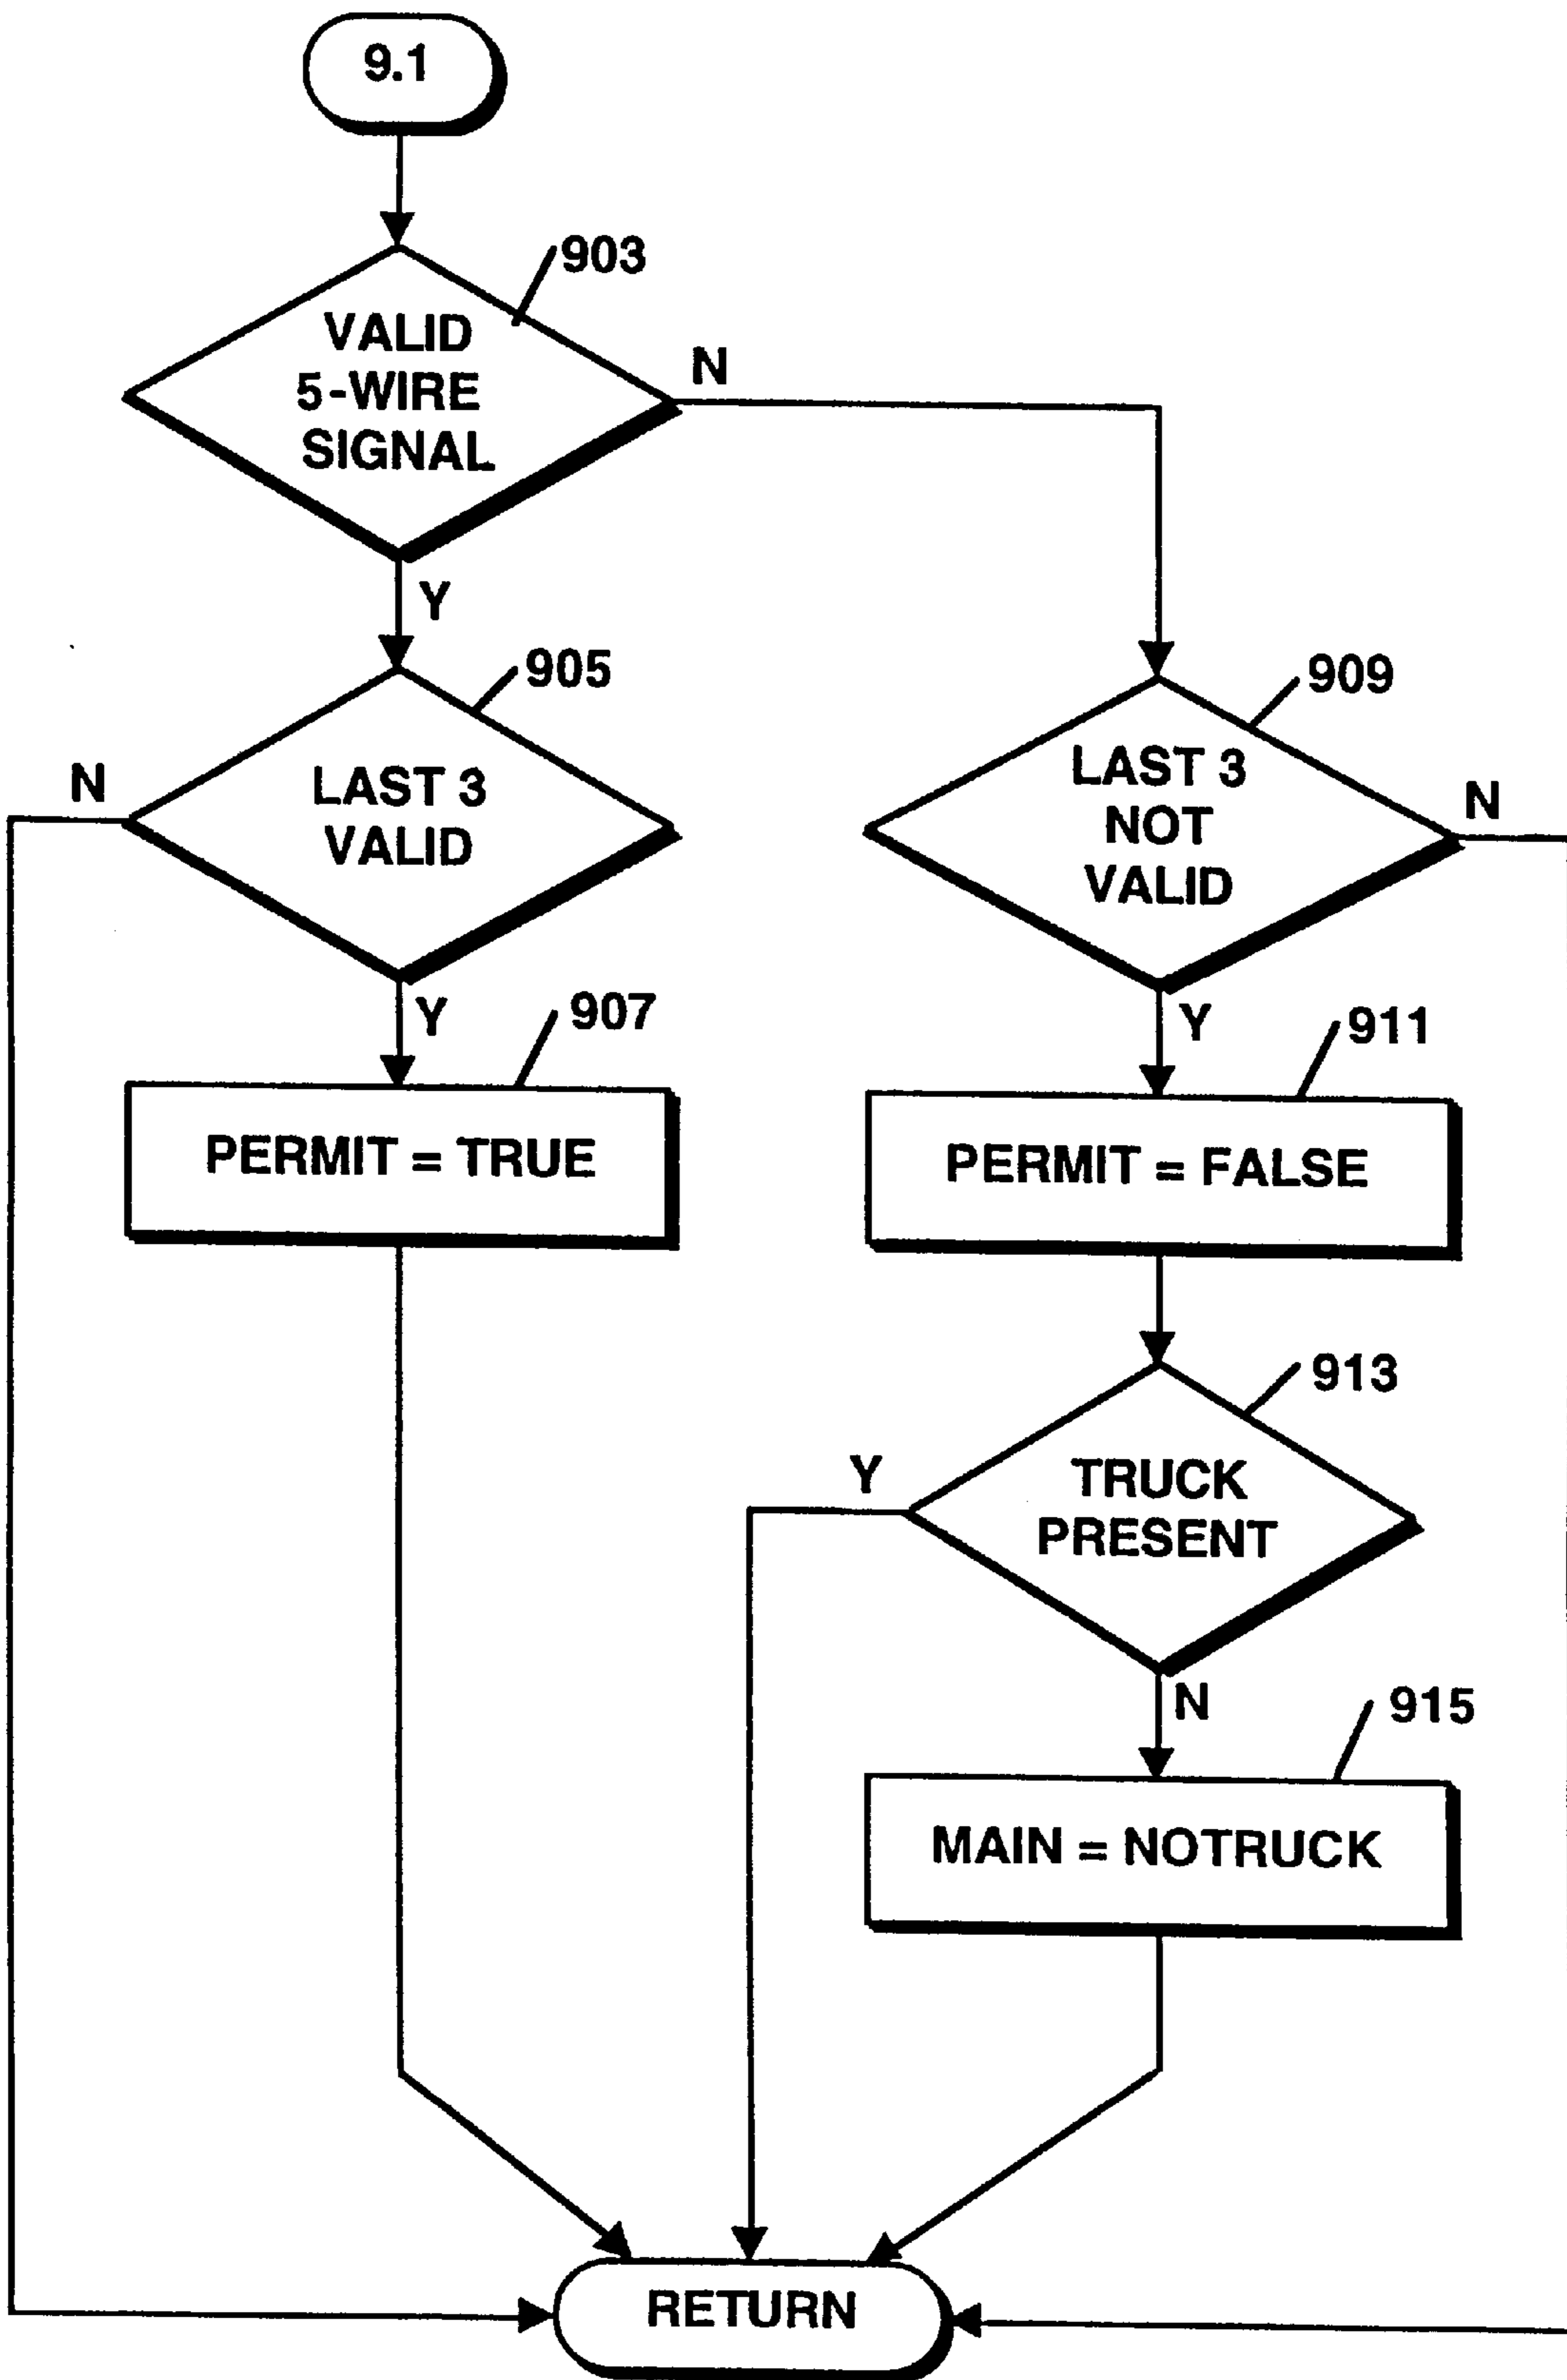 9.1
903
VALID
5-WIRE
SIGNAL
N
Y
905
N
LAST 3
VALID
909
LAST 3
NOT
VALID
N
Y
907
PERMIT = TRUE
Y
911
PERMIT = FALSE
913
Y
TRUCK
PRESENT
N
915
MAIN = NOTRUCK
RETURN